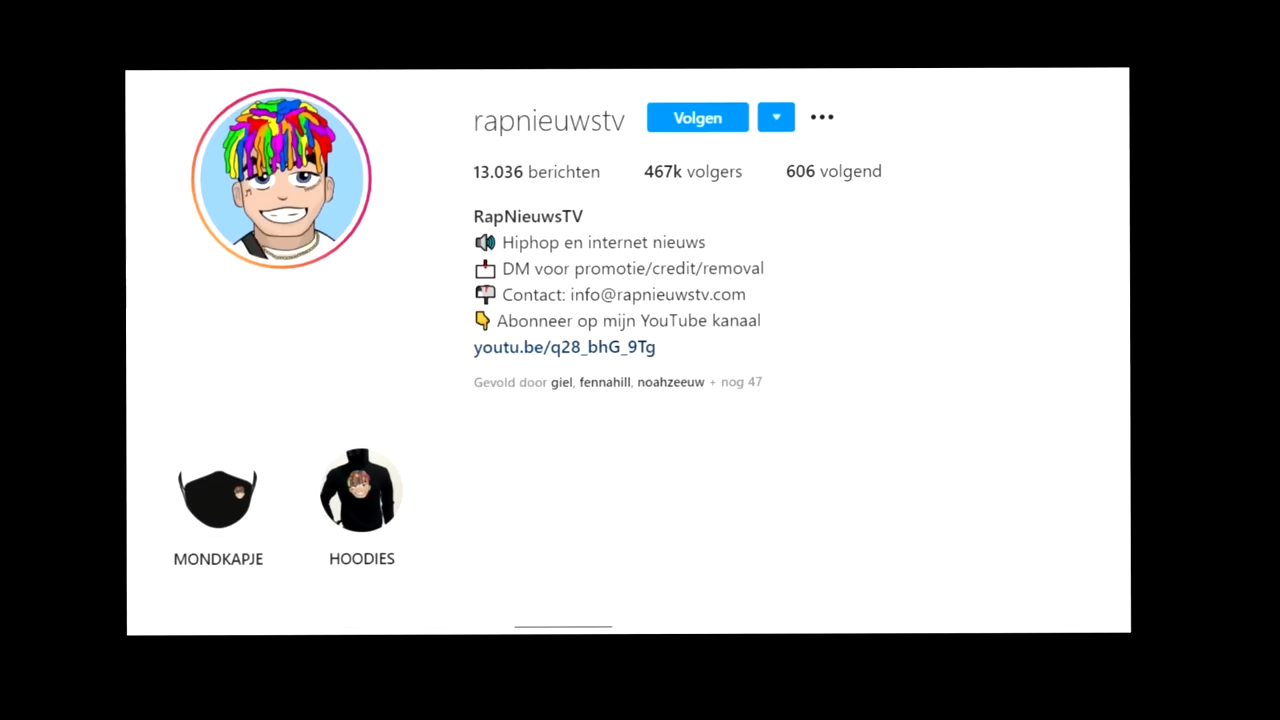 rapnieuwstv Volgen
13.036 berichten 467k volgers 606 volgend
RapNieuwsTV
Hiphop en internet nieuws
DM voor promotie/credit/removal
Contact: info@rapnieuwstv.com
Abonneer op mijn YouTube kanaal
youtu.be/q28_bhG_9Tg
Gevold door giel, fennahill, noahzeeuw + nog 47
MONDKAPJE HOODIES